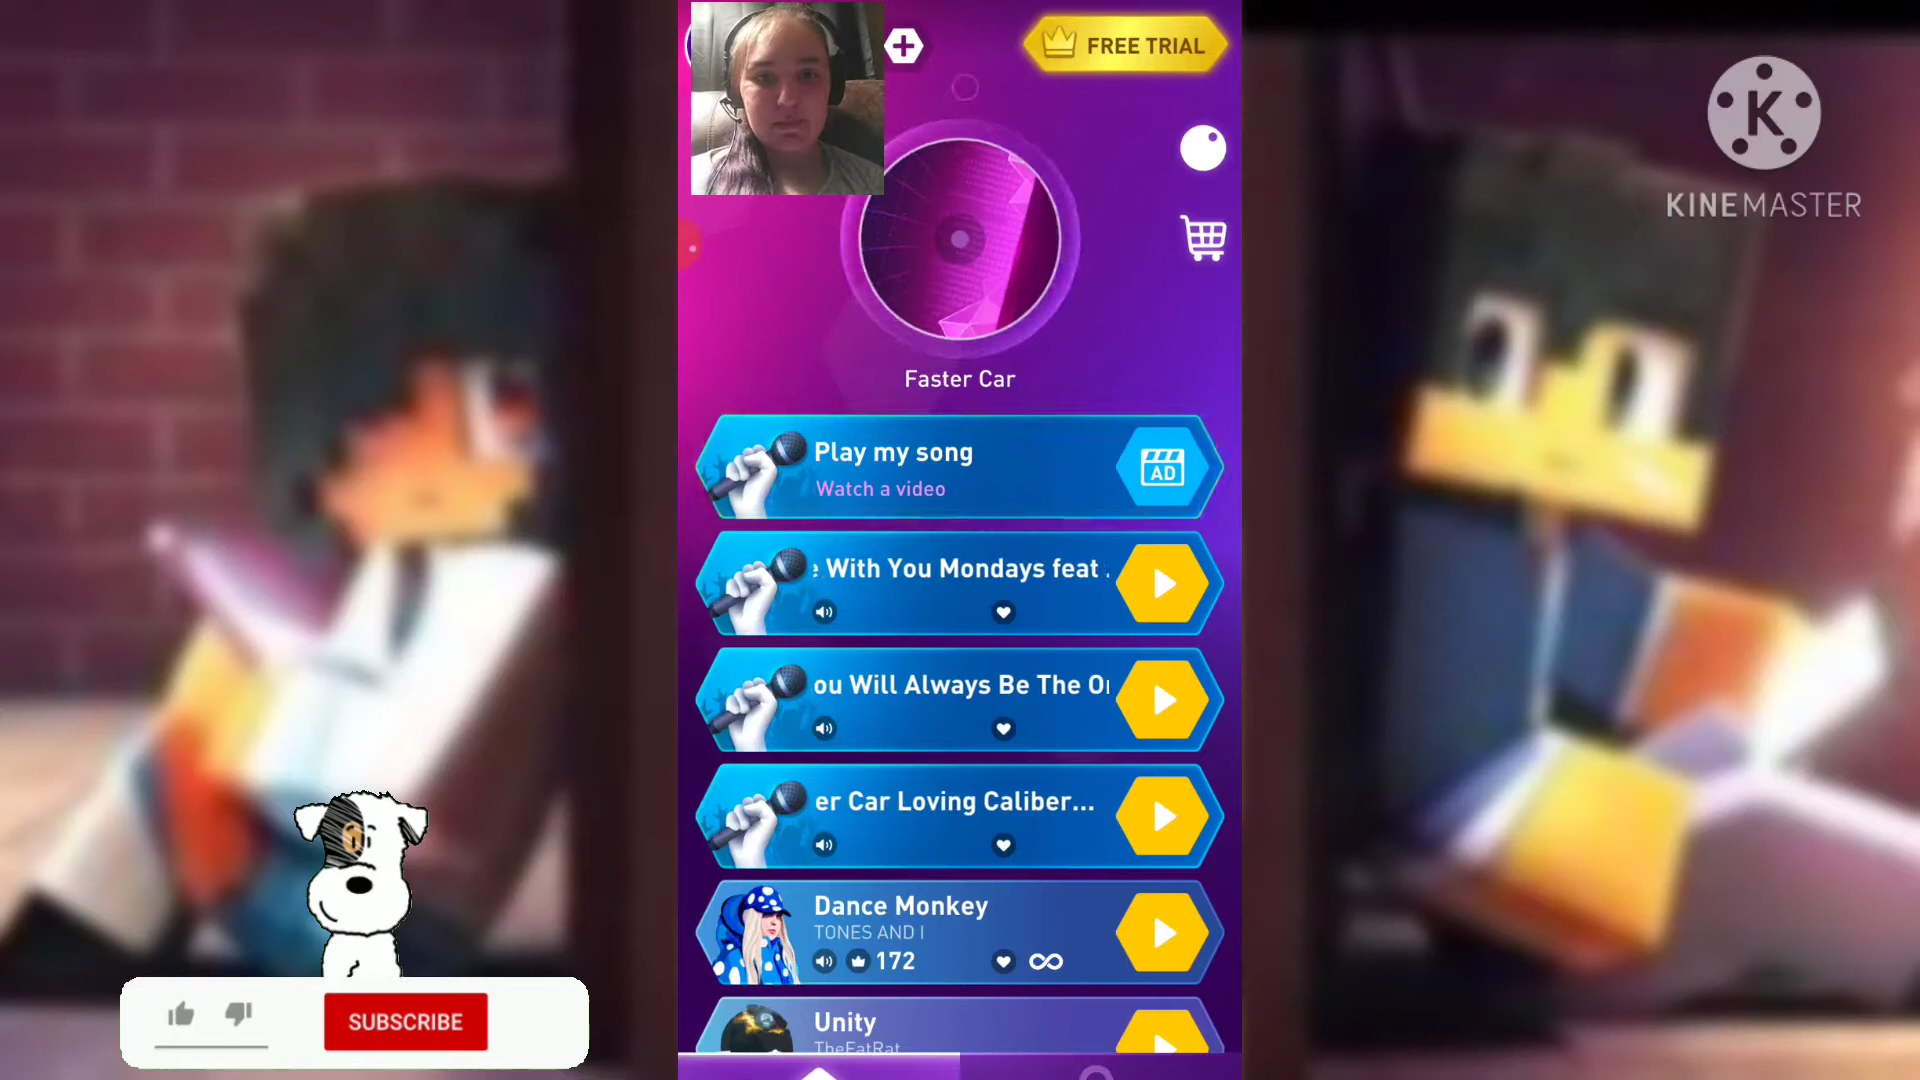 FREE TRIAL
K
KINEMASTER
Faster Car
Play my song
Watch a video
AD
With You Mondays feat
ou Will Always Be The
er Car Loving Caliber...
Dance Monkey
TONES AND I
172
Unity
TheFatRat
SUBSCRIBE